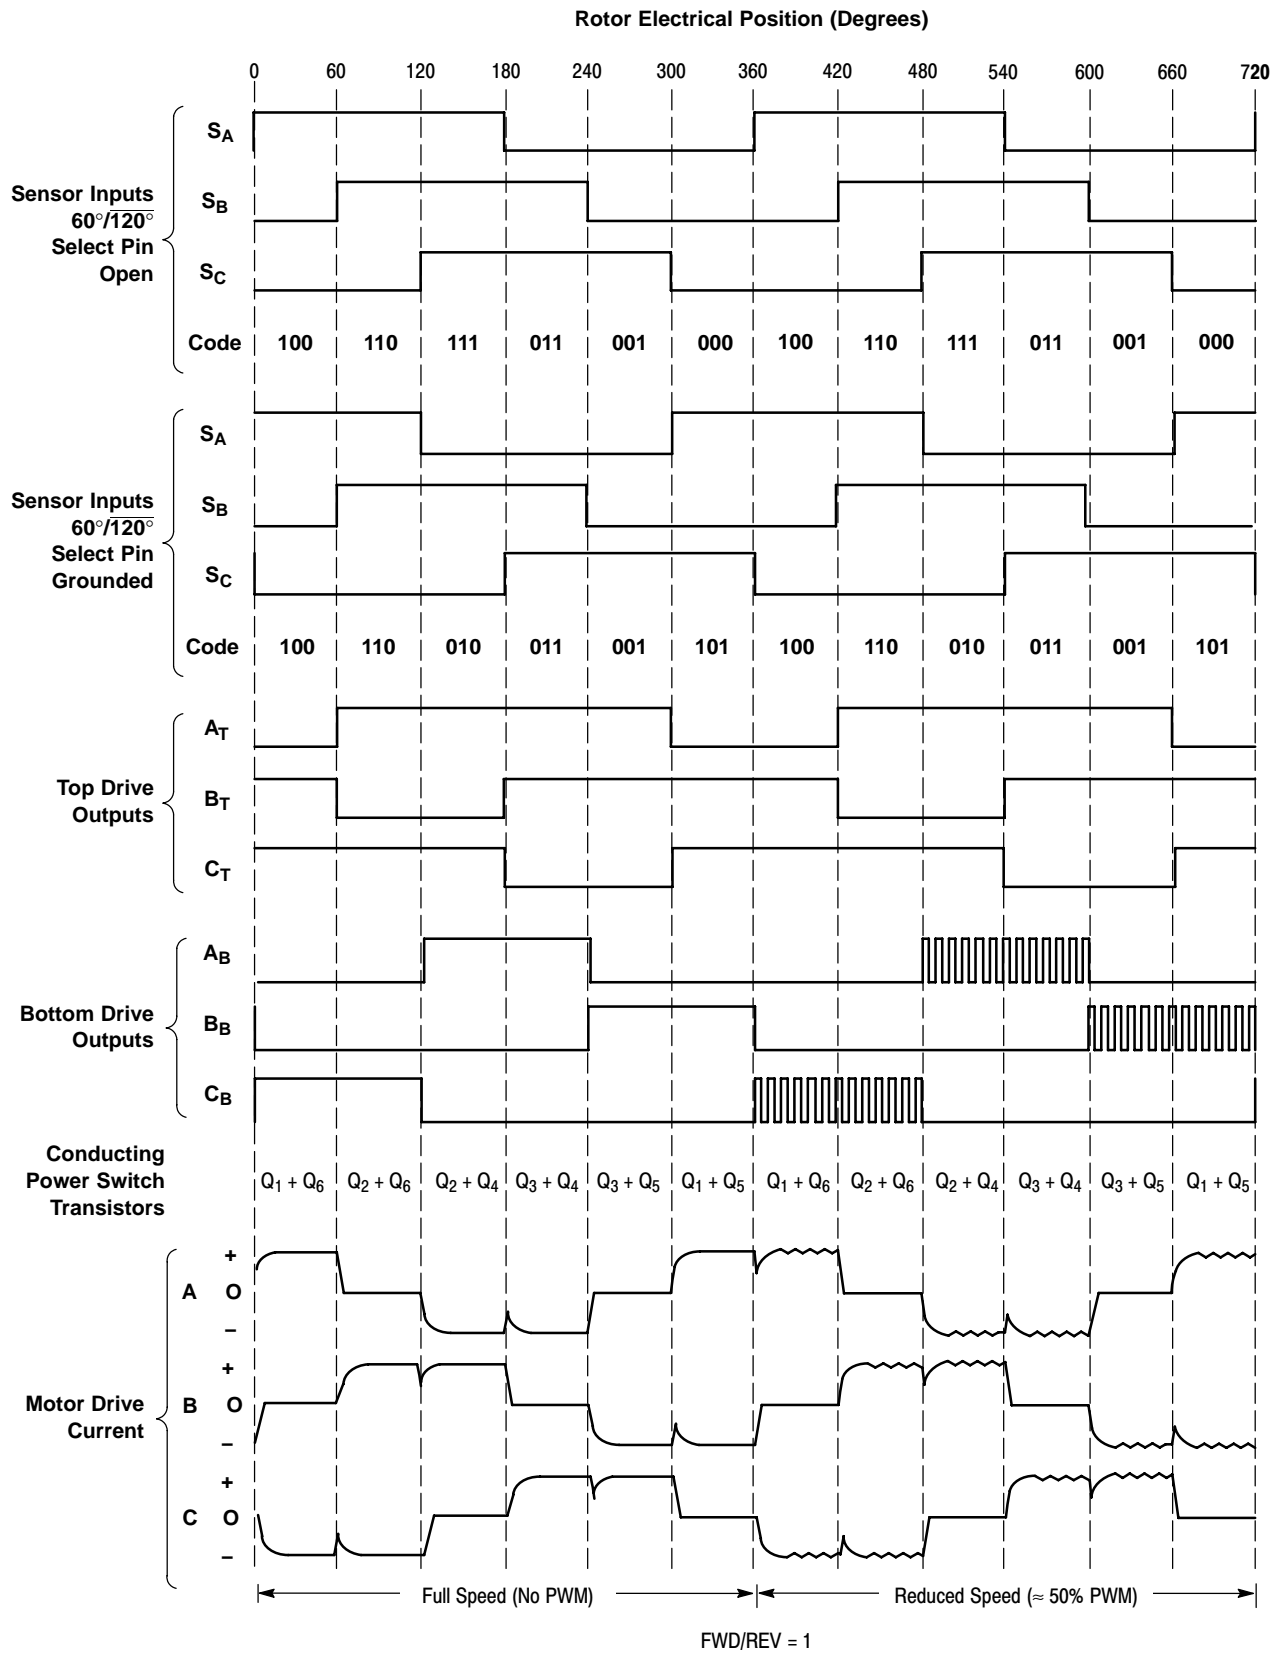 Rotor Electrical Position (Degrees)
0 60 120 180 240 300 360 420 480 540 600 660 720
Sensor Inputs
60°/120°
Select Pin
Open
SA
SB
SC
Code 100 110 111 011 001 000 100 110 111 011 001 000
Sensor Inputs
60°/120°
Select Pin
Grounded
SA
SB
SC
Code 100 110 010 011 001 101 100 110 010 011 001 101
Top Drive
Outputs
AT
BT
CT
Bottom Drive
Outputs
AB
BB
CB
Conducting
Power Switch
Transistors
Q1 + Q6 Q2 + Q6 Q2 + Q4 Q3 + Q4 Q3 + Q5 Q1 + Q5 Q1 + Q6 Q2 + Q6 Q2 + Q4 Q3 + Q4 Q3 + Q5 Q1 + Q5
Motor Drive
Current
+
A O
–
+
B O
–
+
C O
–
Full Speed (No PWM) Reduced Speed (≈ 50% PWM)
FWD/REV = 1